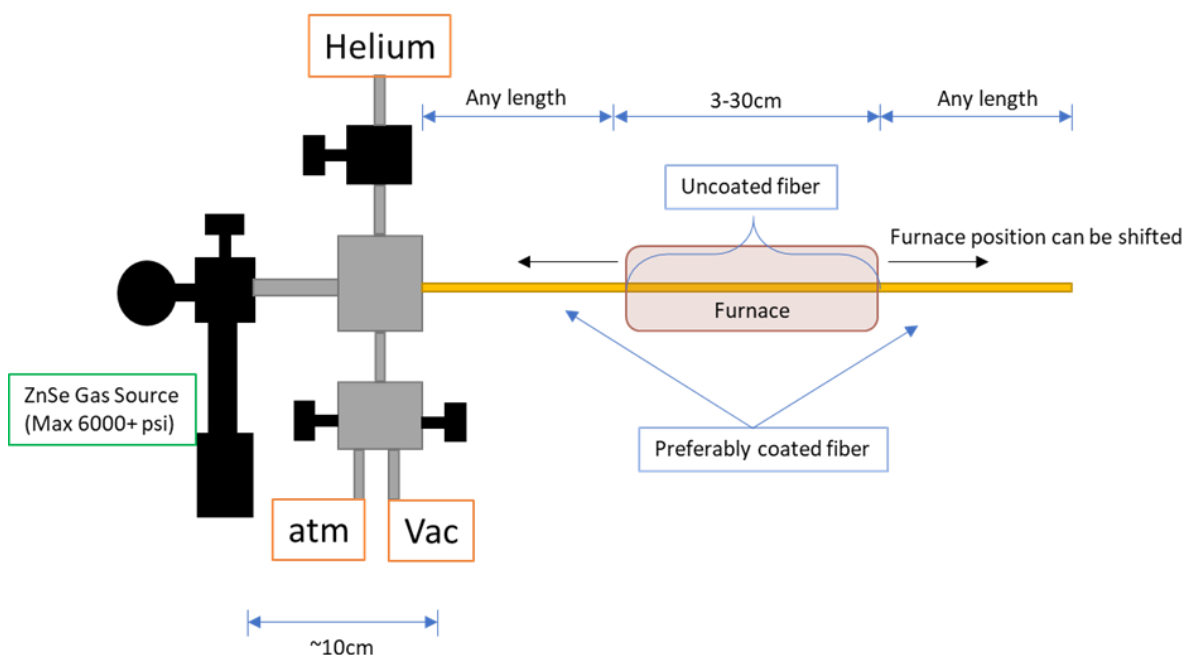 Helium
Any length
3-30cm
Any length
Uncoated fiber
Furnace position can be shifted
Furnace
ZnSe Gas Source
(Max 6000+ psi)
Preferably coated fiber
atm
Vac
~10cm